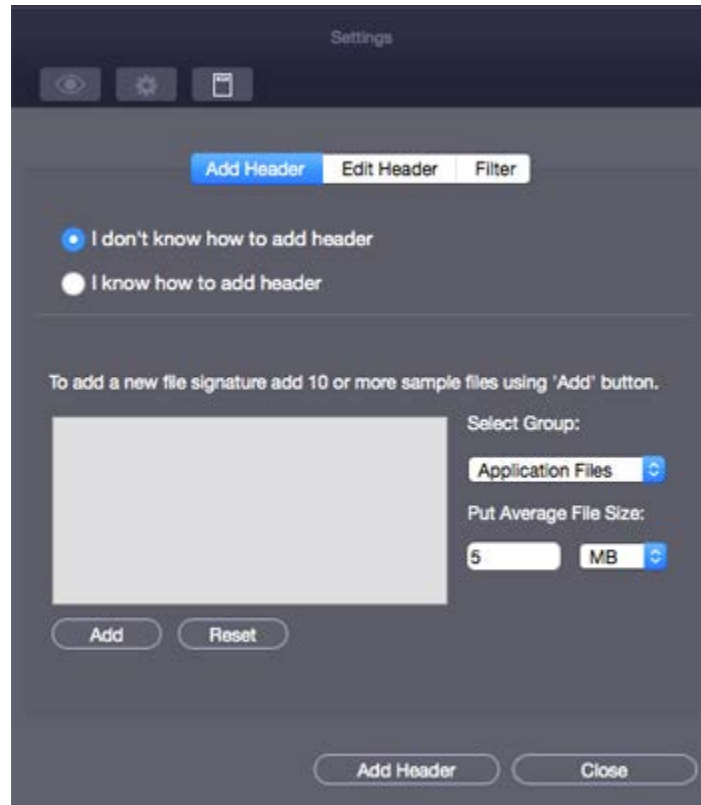 Settings
Add Header Edit Header Filter
I don't know how to add header
I know how to add header
To add a new file signature add 10 or more sample files using 'Add' button.
Select Group:
Application Files
Put Average File Size:
5 MB
Add Reset
Add Header Close